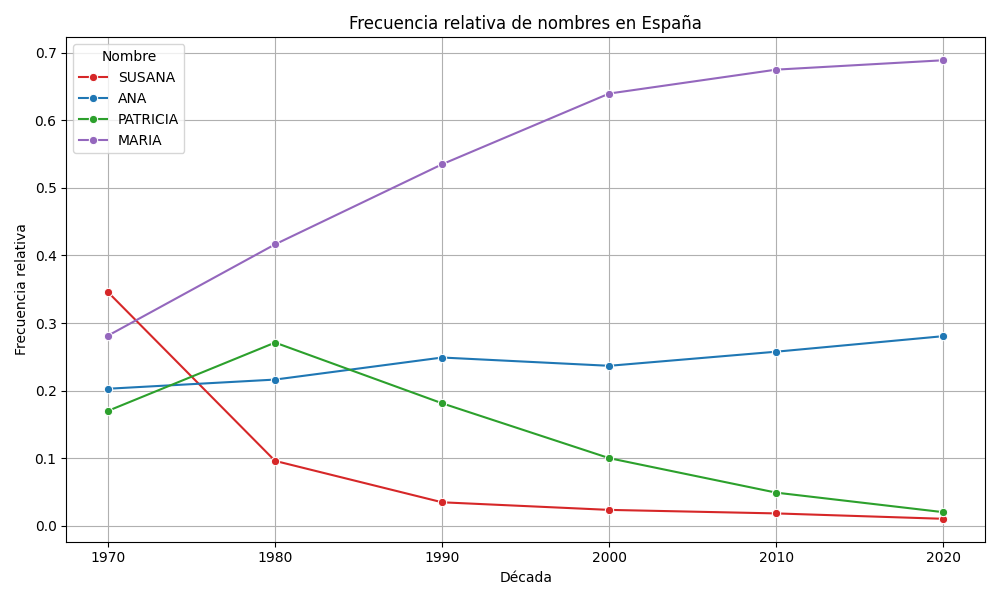 Frecuencia relativa de nombres en España
Nombre
SUSANA
ANA
PATRICIA
MARIA
Frecuencia relativa
0.7
0.6
0.5
0.4
0.3
0.2
0.1
0.0
1970 1980 1990 2000 2010 2020
Década